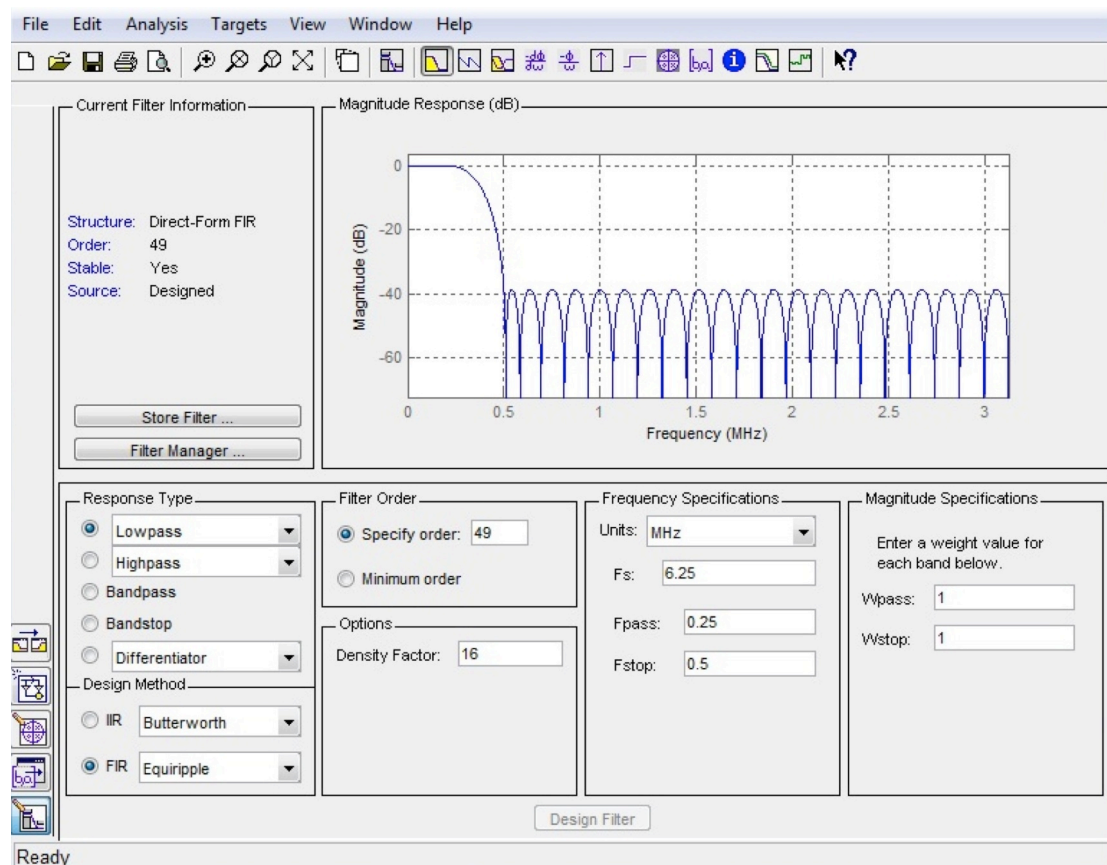 File Edit Analysis Targets View Window Help
Current Filter Information
Structure: Direct-Form FIR
Order: 49
Stable: Yes
Source: Designed
Store Filter ...
Filter Manager ...
Magnitude Response (dB)
0
-20
-40
-60
Magnitude (dB)
0 0.5 1 1.5 2 2.5 3
Frequency (MHz)
Response Type
Lowpass
Highpass
Bandpass
Bandstop
Differentiator
Design Method
IIR Butterworth
FIR Equiripple
Filter Order
Specify order: 49
Minimum order
Options
Density Factor: 16
Frequency Specifications
Units: MHz
Fs: 6.25
Fpass: 0.25
Fstop: 0.5
Magnitude Specifications
Enter a weight value for
each band below.
Wpass: 1
Wstop: 1
Design Filter
Ready